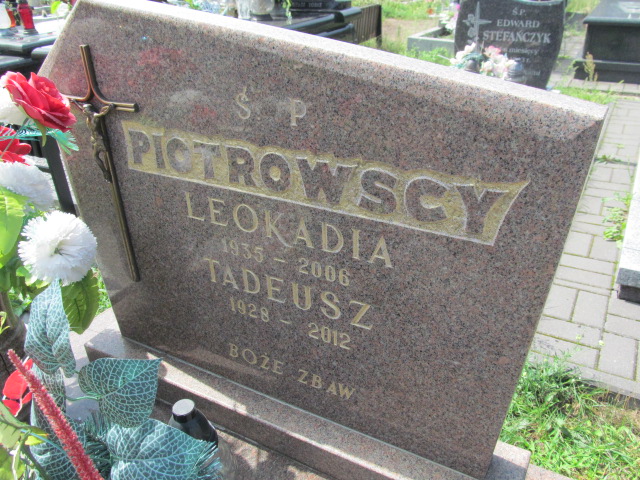 Ś P
PIOTROWSCY
LEOKADIA
1935 - 2006
TADEUSZ
1928 - 2012
BOŻE ZBAW
Ś.P.
EDWARD
STEFAŃCZYK